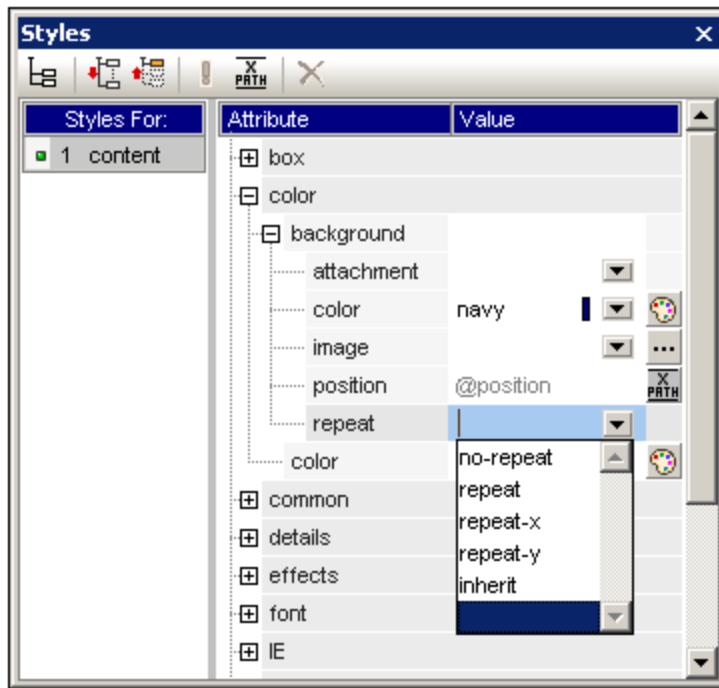 Styles
X PATH
Styles For:
Attribute Value
1 content
box
color
background
attachment
color navy
image
position @position X PATH
repeat
color
no-repeat
repeat
repeat-x
repeat-y
inherit
common
details
effects
font
IE